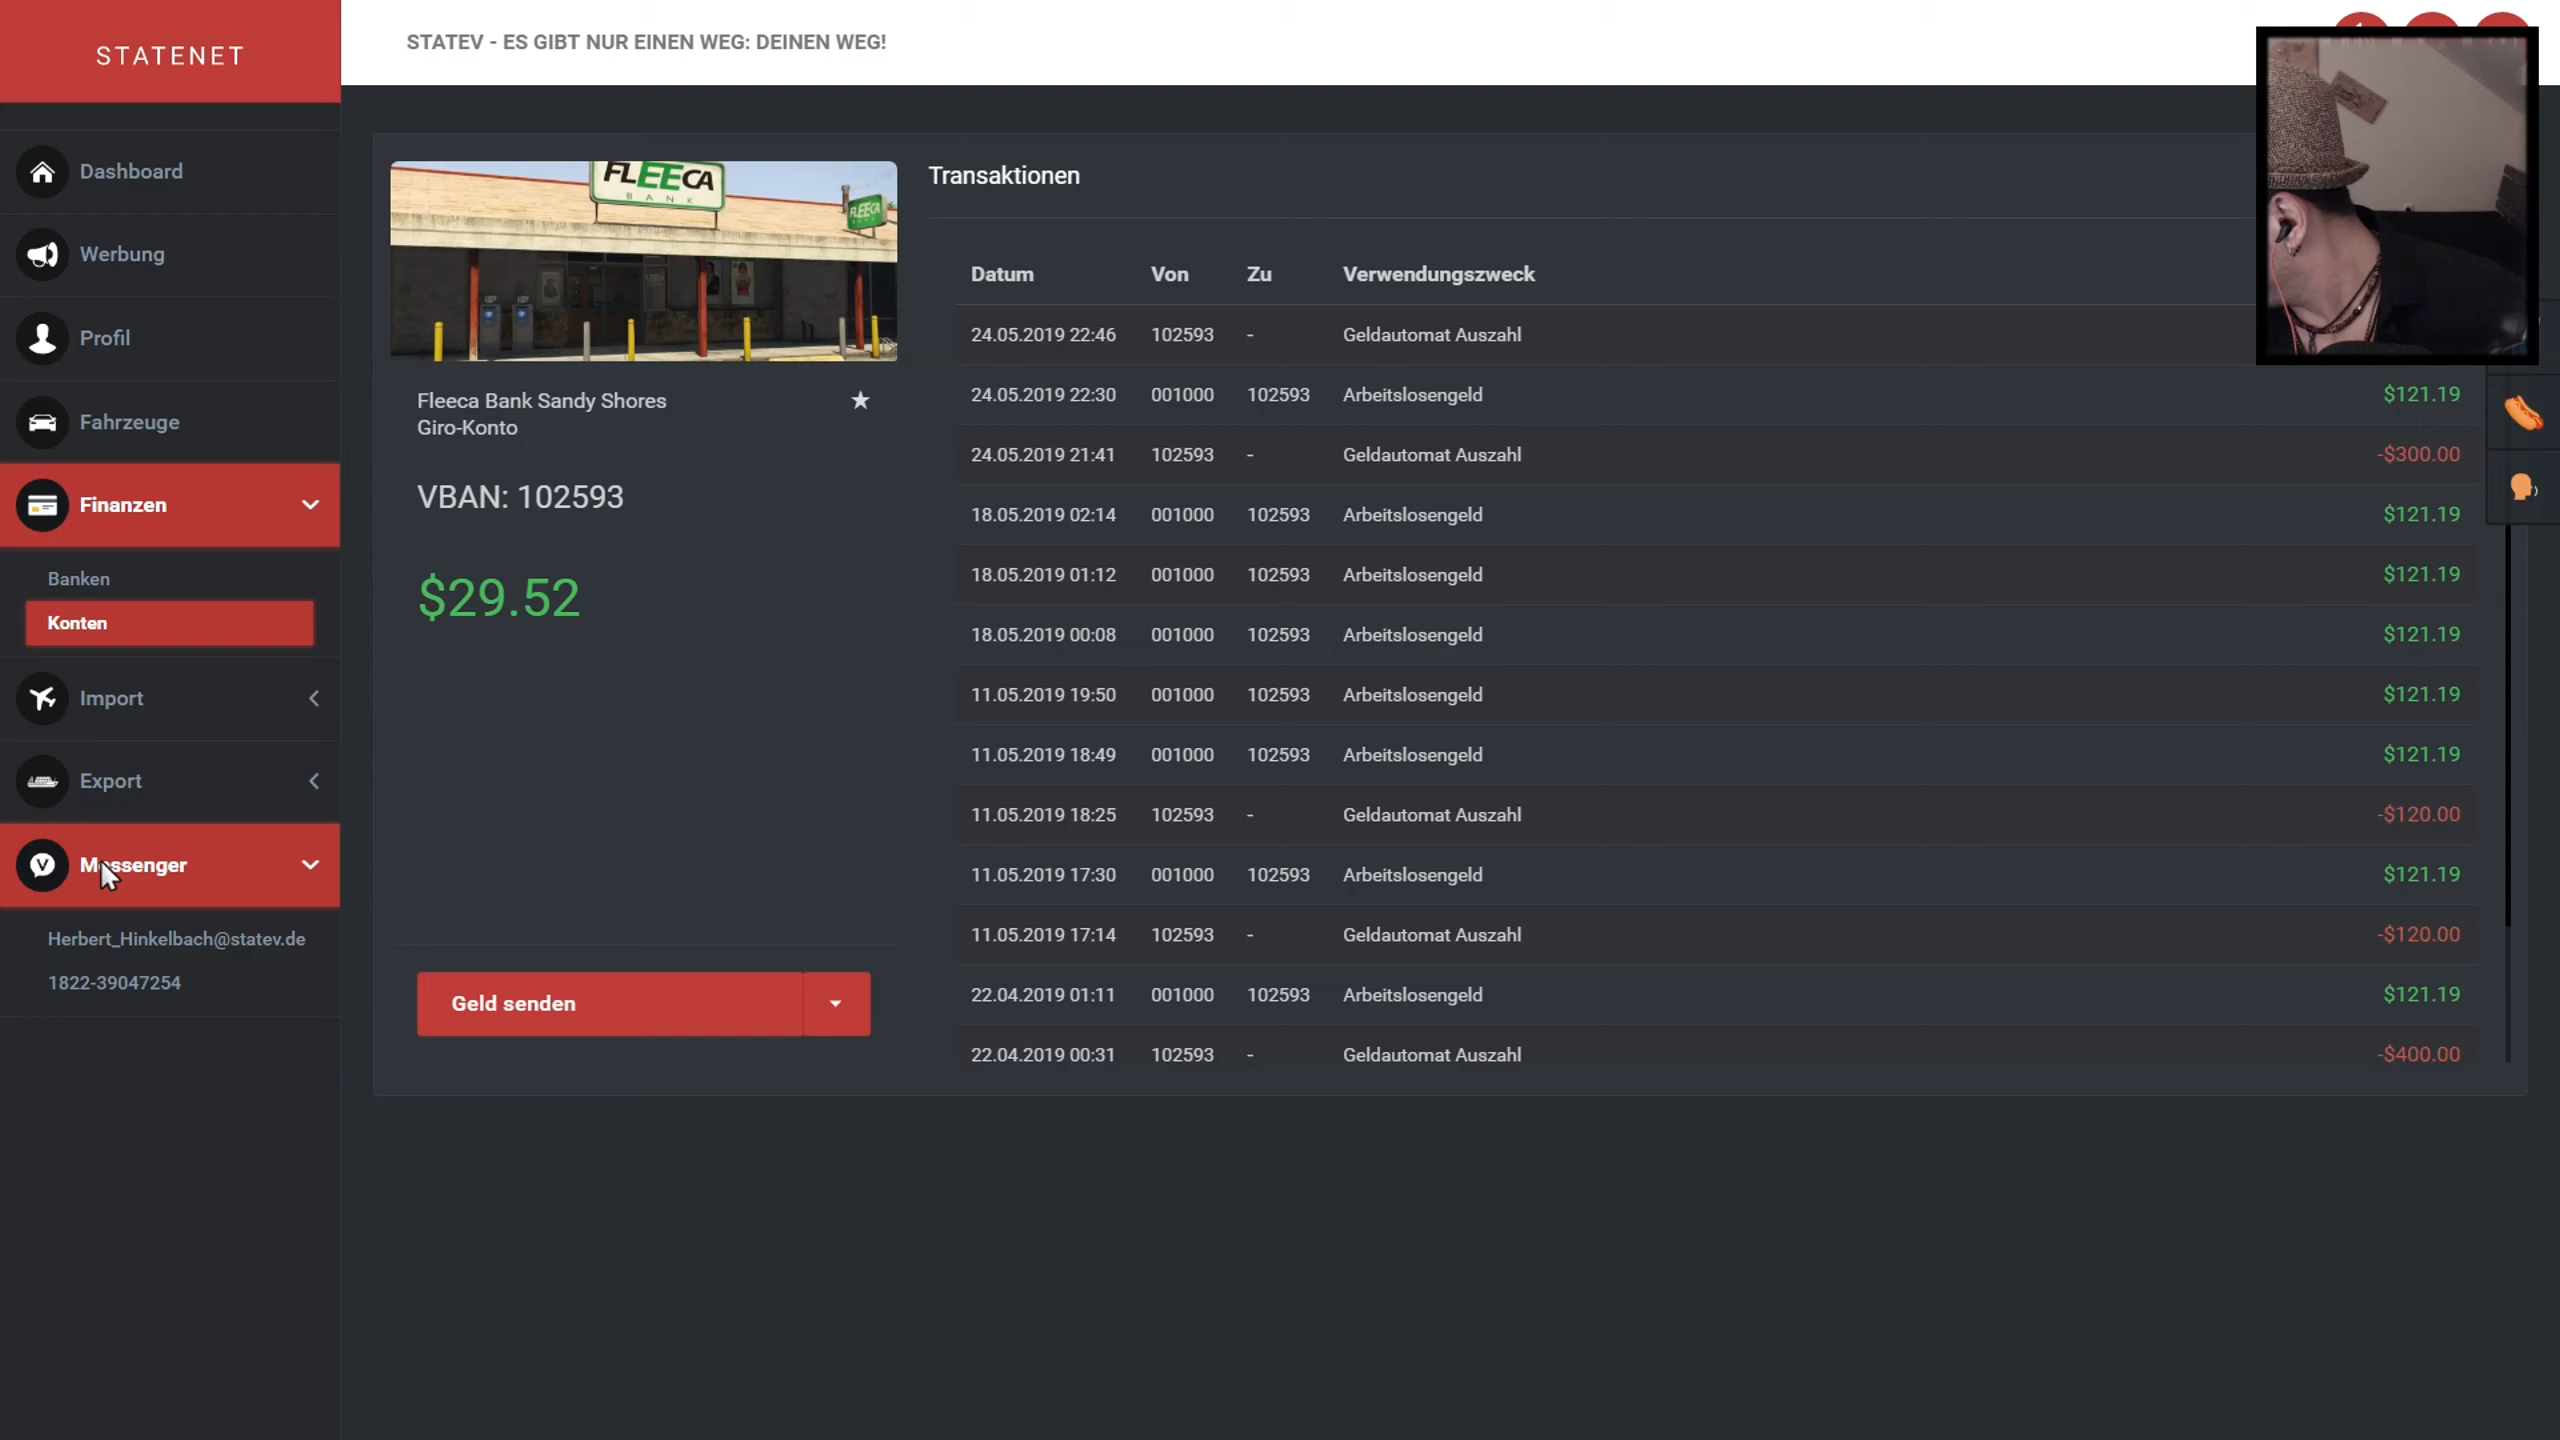 STATENET
STATEV - ES GIBT NUR EINEN WEG: DEINEN WEG!
Dashboard
Werbung
Profil
Fahrzeuge
Finanzen
Banken
Konten
Import
Export
Messenger
Herbert_Hinkelbach@statev.de
1822-39047254
FLEECA
BANK
FLEECA
Fleeca Bank Sandy Shores
Giro-Konto
VBAN: 102593
$29.52
Geld senden
Transaktionen
Datum Von Zu Verwendungszweck
24.05.2019 22:46 102593 - Geldautomat Auszahl
24.05.2019 22:30 001000 102593 Arbeitslosengeld $121.19
24.05.2019 21:41 102593 - Geldautomat Auszahl -$300.00
18.05.2019 02:14 001000 102593 Arbeitslosengeld $121.19
18.05.2019 01:12 001000 102593 Arbeitslosengeld $121.19
18.05.2019 00:08 001000 102593 Arbeitslosengeld $121.19
11.05.2019 19:50 001000 102593 Arbeitslosengeld $121.19
11.05.2019 18:49 001000 102593 Arbeitslosengeld $121.19
11.05.2019 18:25 102593 - Geldautomat Auszahl -$120.00
11.05.2019 17:30 001000 102593 Arbeitslosengeld $121.19
11.05.2019 17:14 102593 - Geldautomat Auszahl -$120.00
22.04.2019 01:11 001000 102593 Arbeitslosengeld $121.19
22.04.2019 00:31 102593 - Geldautomat Auszahl -$400.00